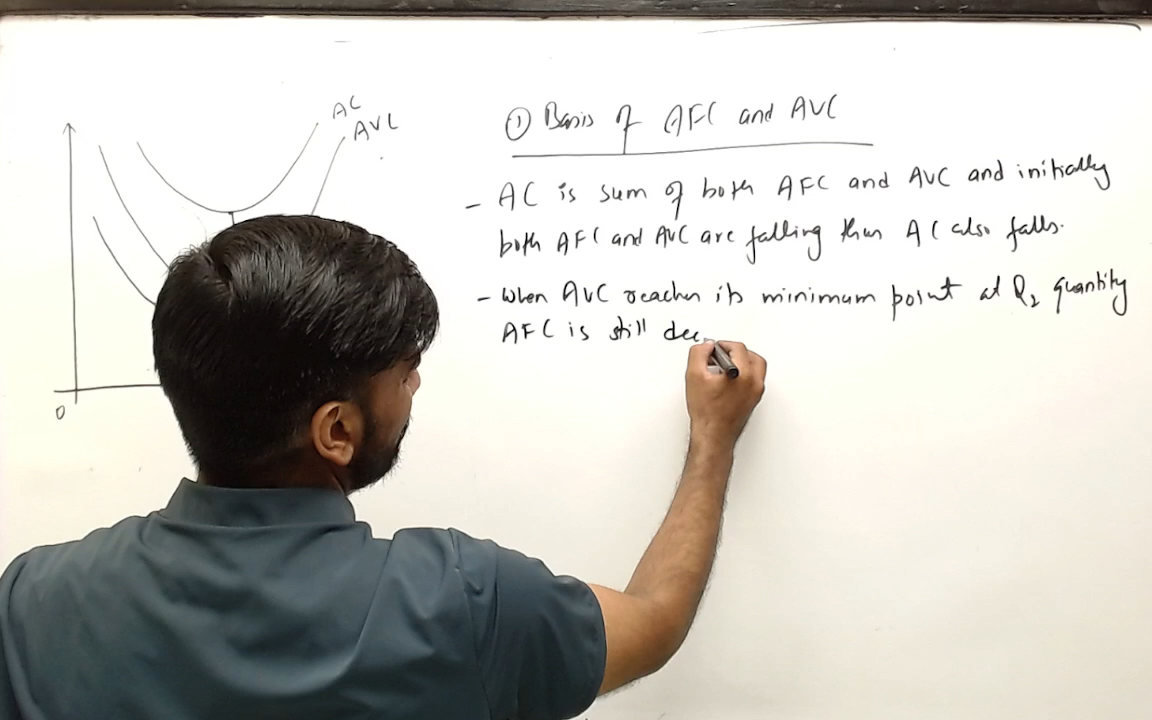 AC
AVC
① Basis of AFC and AVC
- AC is sum of both AFC and AVC and initially
both AFC and AVC are falling thus AC also falls.
- When AVC reaches its minimum point at Q₂ quantity
AFC is still dec
0